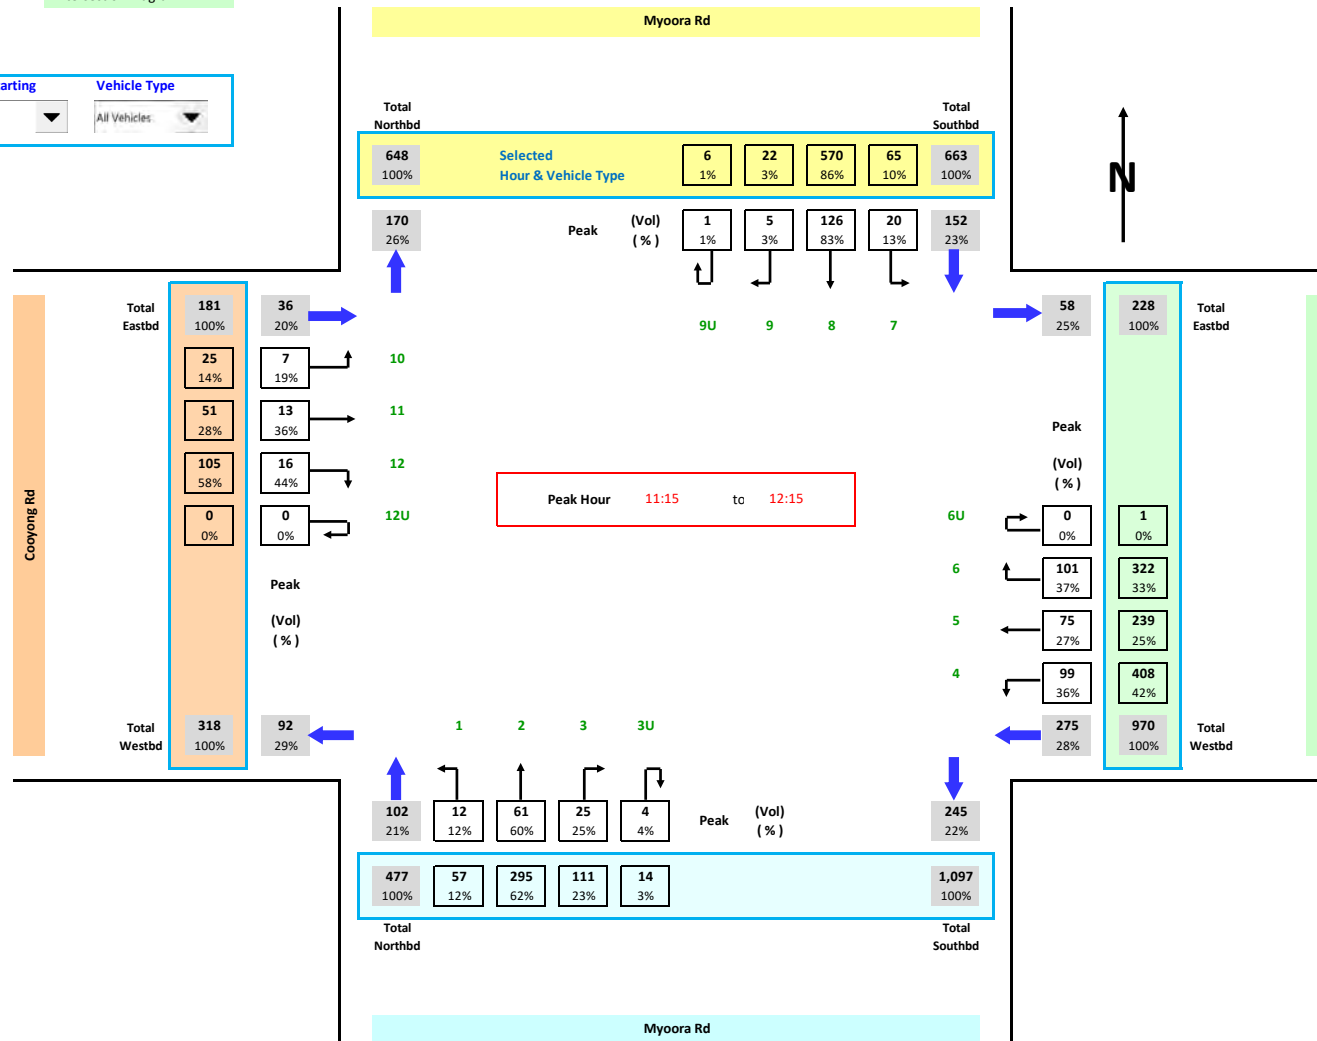 Myoora Rd
arting Vehicle Type
All Vehicles
Total Northbd
Total Southbd
648 100%
Selected Hour & Vehicle Type
6 1%
22 3%
570 86%
65 10%
663 100%
170 26%
Peak (Vol) ( % )
1 1%
5 3%
126 83%
20 13%
152 23%
Total Eastbd
181 100%
36 20%
9U 9 8 7
58 25%
228 100%
Total Eastbd
25 14%
7 19%
10
51 28%
13 36%
11
105 58%
16 44%
12
0 0%
0 0%
12U
Cooyong Rd
Peak
(Vol)
( % )
Peak Hour 11:15 to 12:15
Peak
(Vol)
( % )
6U
0 0%
1 0%
6
101 37%
322 33%
5
75 27%
239 25%
4
99 36%
408 42%
Total Westbd
318 100%
92 29%
1 2 3 3U
275 28%
970 100%
Total Westbd
102 21%
12 12%
61 60%
25 25%
4 4%
Peak (Vol) ( % )
245 22%
477 100%
57 12%
295 62%
111 23%
14 3%
1,097 100%
Total Northbd
Total Southbd
Myoora Rd
N